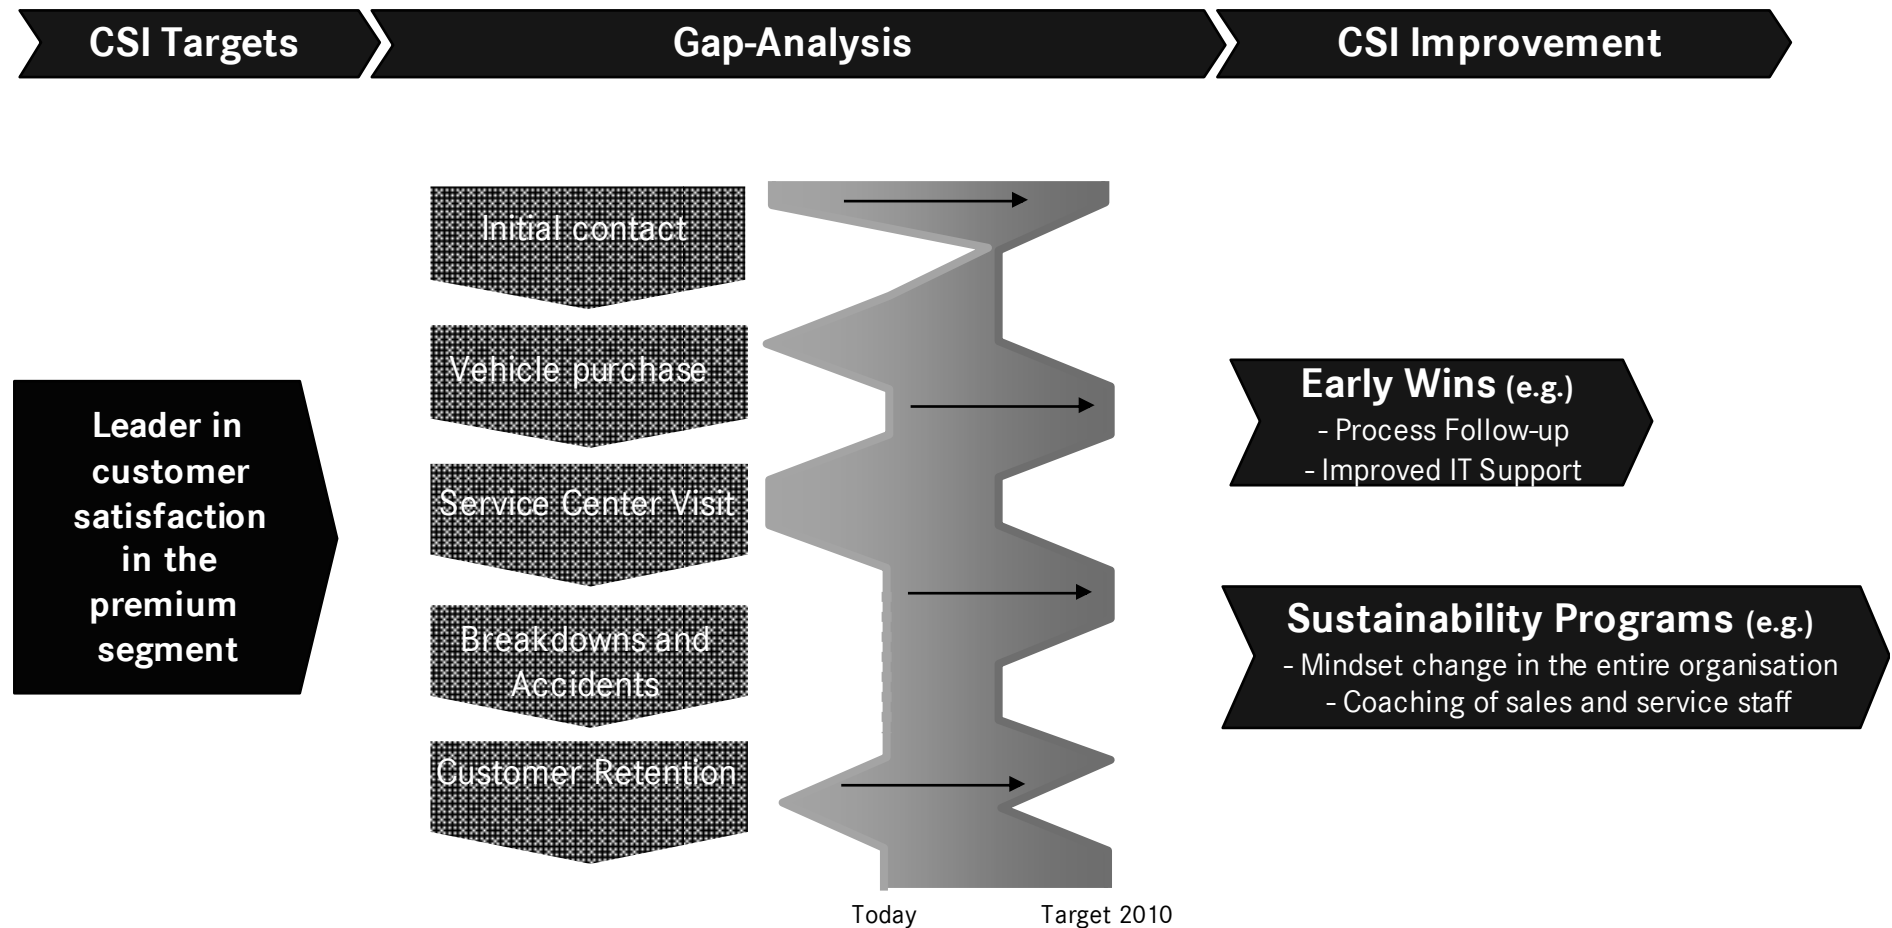 CSI Targets
Gap-Analysis
CSI Improvement
Leader in
customer
satisfaction
in the
premium
segment
Initial contact
Vehicle purchase
Service Center Visit
Breakdowns and
Accidents
Customer Retention
Today
Target 2010
Early Wins (e.g.)
- Process Follow-up
- Improved IT Support
Sustainability Programs (e.g.)
- Mindset change in the entire organisation
- Coaching of sales and service staff